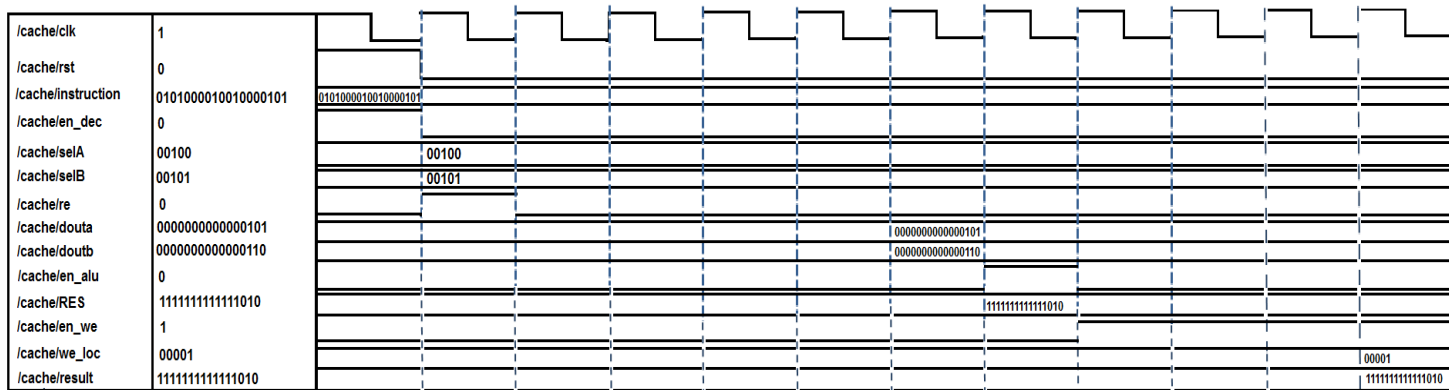 /cache/clk 1
/cache/rst 0
/cache/instruction 0101000010010000101 0101000010010000101
/cache/en_dec 0
/cache/selA 00100 00100
/cache/selB 00101 00101
/cache/re 0
/cache/douta 0000000000000101 0000000000000101
/cache/doutb 0000000000000110 0000000000000110
/cache/en_alu 0
/cache/RES 1111111111111010 1111111111111010
/cache/en_we 1
/cache/we_loc 00001 00001
/cache/result 1111111111111010 1111111111111010